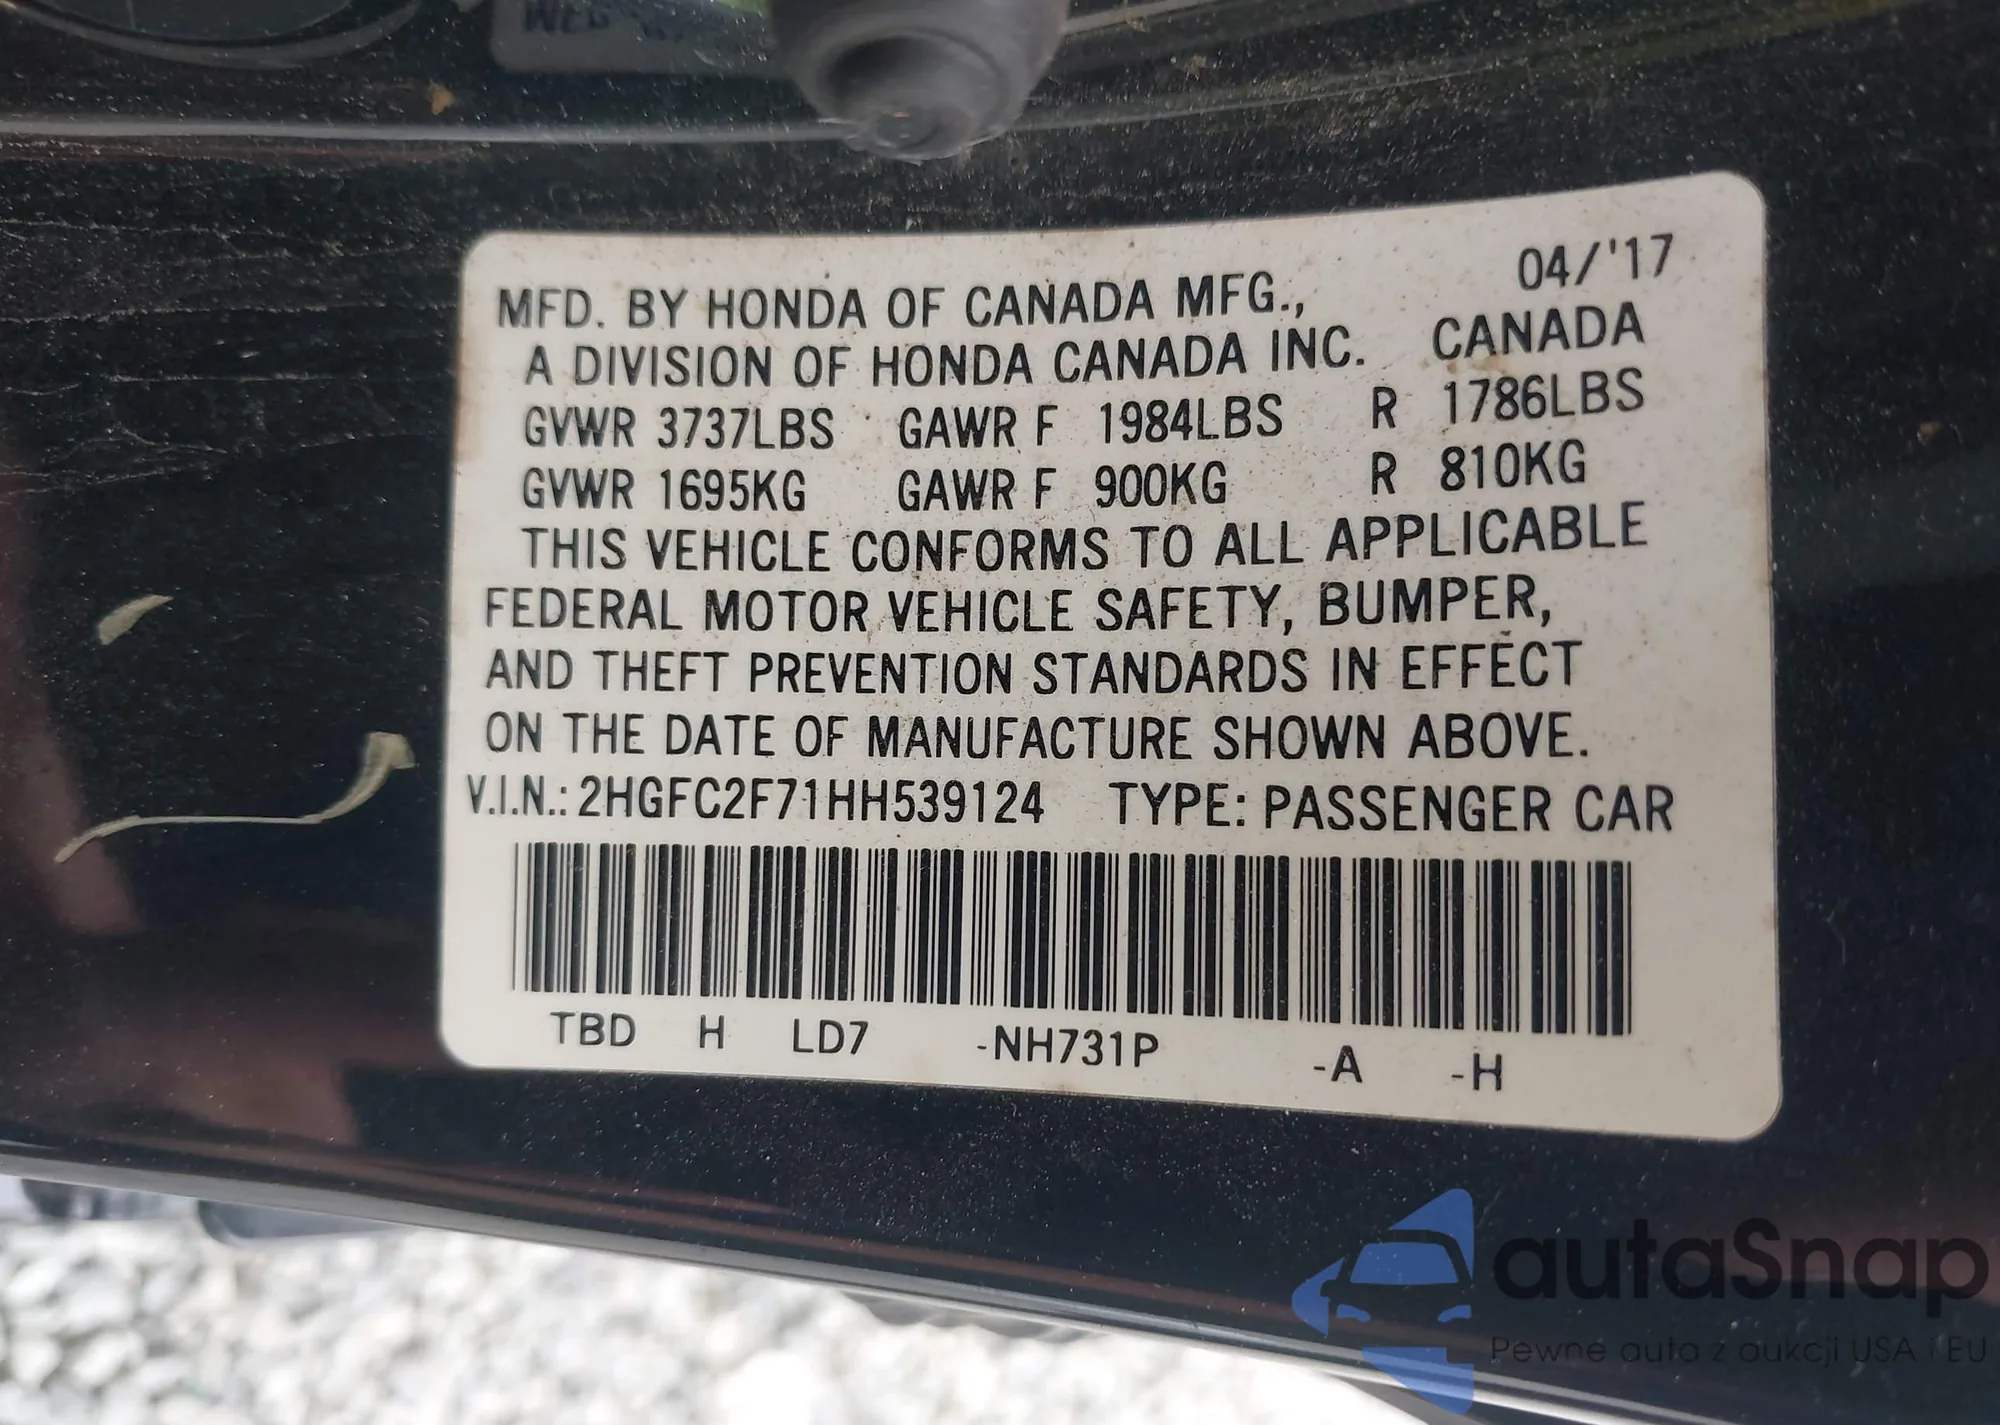 04/'17
MFD. BY HONDA OF CANADA MFG.,
A DIVISION OF HONDA CANADA INC. CANADA
GVWR 3737LBS GAWR F 1984LBS R 1786LBS
GVWR 1695KG GAWR F 900KG R 810KG
THIS VEHICLE CONFORMS TO ALL APPLICABLE
FEDERAL MOTOR VEHICLE SAFETY, BUMPER,
AND THEFT PREVENTION STANDARDS IN EFFECT
ON THE DATE OF MANUFACTURE SHOWN ABOVE.
V.I.N.: 2HGFC2F71HH539124 TYPE: PASSENGER CAR
TBD H LD7 -NH731P -A -H
autaSnap
Pewne auta z aukcji USA i EU